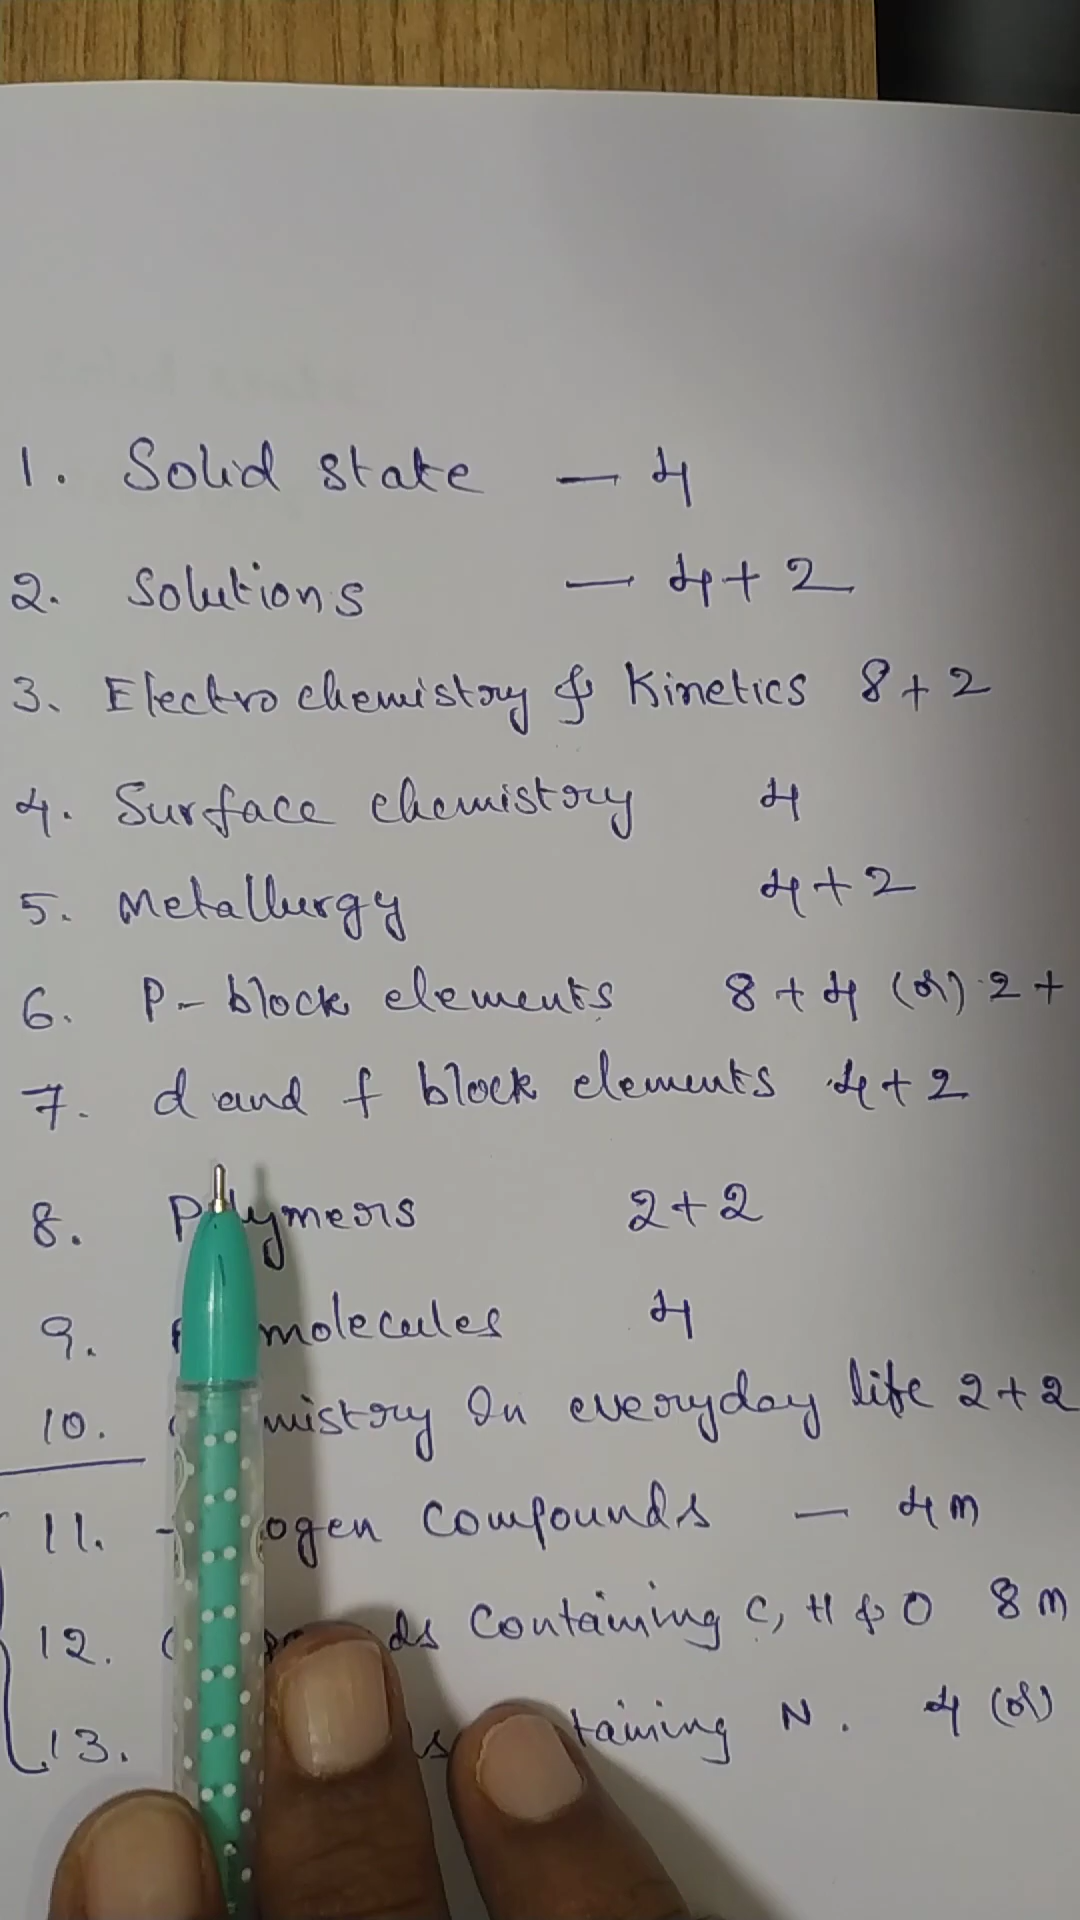 1. Solid state — 4
2. Solutions — 4+2
3. Electro chemistry & Kinetics 8+2
4. Surface chemistry 4
5. Metallurgy 4+2
6. P-block elements 8+4 (or) 2+
7. d and f block elements 4+2
8. Polymers 2+2
9. molecules 4
10. mistry In everyday life 2+2
11. ogen compounds — 4m
12. ds containing C, H & O 8m
13. s taining N. 4 (or)